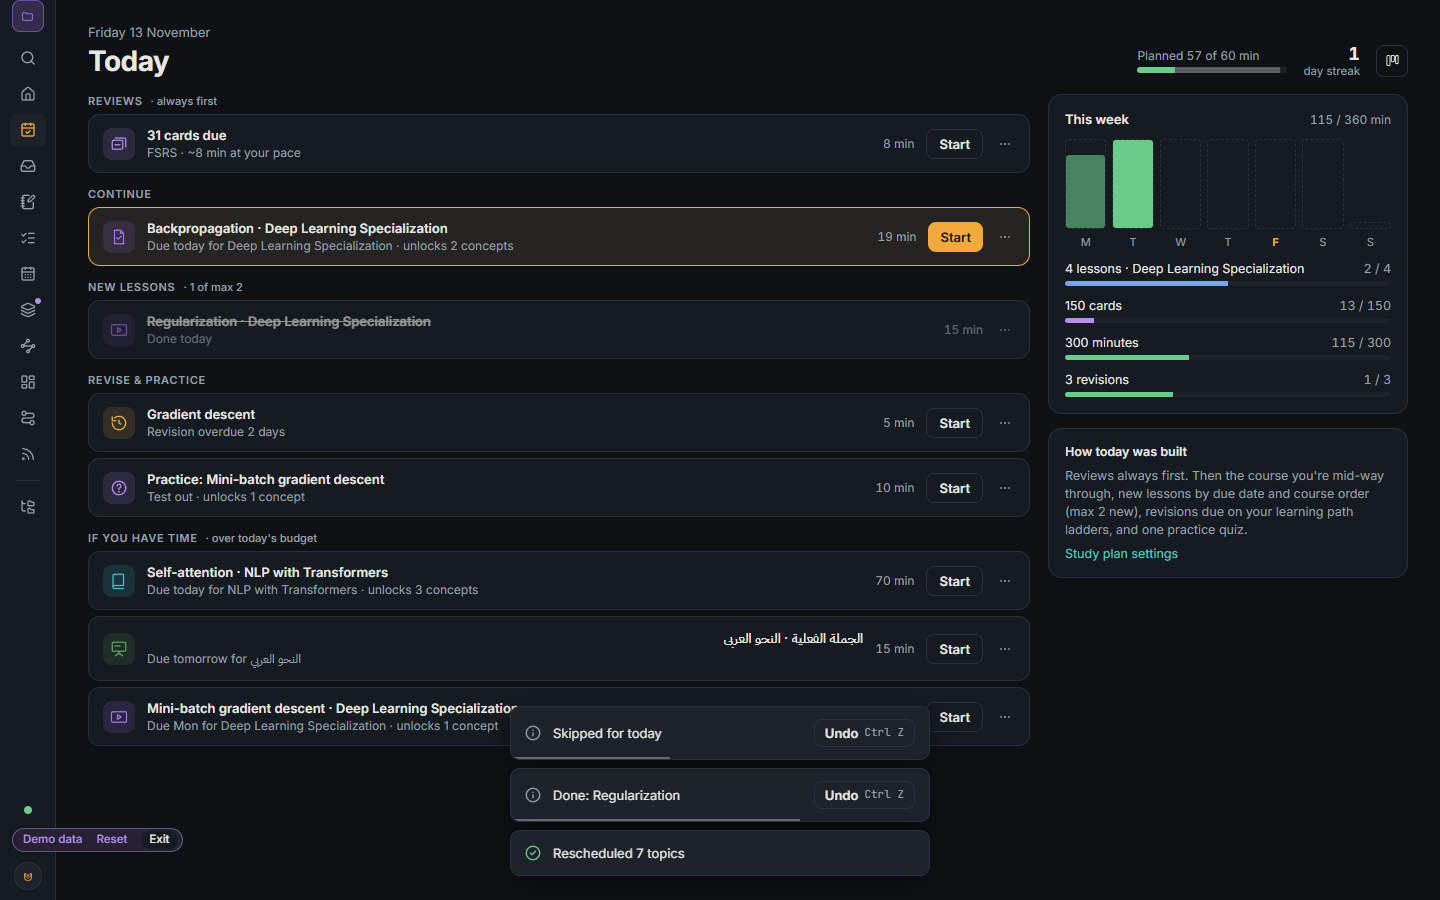 Friday 13 November
Today
Planned 57 of 60 min
1
day streak
REVIEWS · always first
31 cards due
FSRS · ~8 min at your pace
8 min
Start
CONTINUE
Backpropagation · Deep Learning Specialization
Due today for Deep Learning Specialization · unlocks 2 concepts
19 min
Start
NEW LESSONS · 1 of max 2
Regularization · Deep Learning Specialization
Done today
15 min
REVISE & PRACTICE
Gradient descent
Revision overdue 2 days
5 min
Start
Practice: Mini-batch gradient descent
Test out · unlocks 1 concept
10 min
Start
IF YOU HAVE TIME · over today's budget
Self-attention · NLP with Transformers
Due today for NLP with Transformers · unlocks 3 concepts
70 min
Start
الجملة الفعلية · النحو العربي
Due tomorrow for النحو العربي
15 min
Start
Mini-batch gradient descent · Deep Learning Specialization
Due Mon for Deep Learning Specialization · unlocks 1 concept
Start
This week
115 / 360 min
M T W T F S S
4 lessons · Deep Learning Specialization
2 / 4
150 cards
13 / 150
300 minutes
115 / 300
3 revisions
1 / 3
How today was built
Reviews always first. Then the course you're mid-way
through, new lessons by due date and course order
(max 2 new), revisions due on your learning path
ladders, and one practice quiz.
Study plan settings
Skipped for today
Undo Ctrl Z
Done: Regularization
Undo Ctrl Z
Rescheduled 7 topics
Demo data Reset Exit